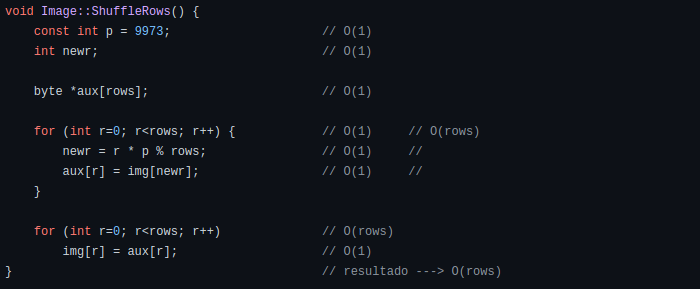 void Image::ShuffleRows() {
    const int p = 9973;                     // O(1)
    int newr;                               // O(1)

    byte *aux[rows];                        // O(1)

    for (int r=0; r<rows; r++) {            // O(1)     // O(rows)
        newr = r * p % rows;                // O(1)     //
        aux[r] = img[newr];                 // O(1)     //
    }

    for (int r=0; r<rows; r++)              // O(rows)
        img[r] = aux[r];                    // O(1)
}                                           // resultado ---> O(rows)